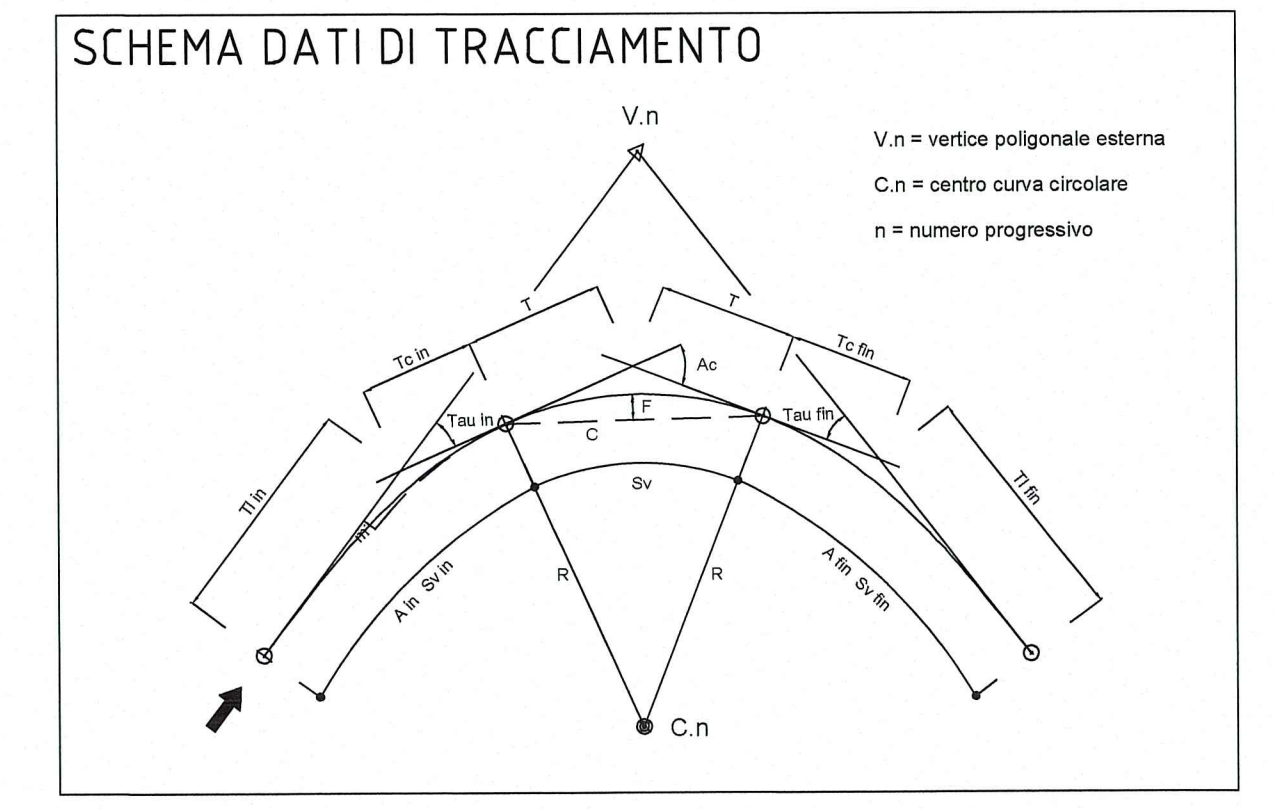 SCHEMA DATI DI TRACCIAMENTO
V.n
V.n = vertice poligonale esterna
C.n = centro curva circolare
n = numero progressivo
T
T
Tc in
Tc fin
Ac
Tau in
F
Tau fin
C
Tl in
Sv
Tl fin
R
R
A in Sv in
A fin Sv fin
C.n